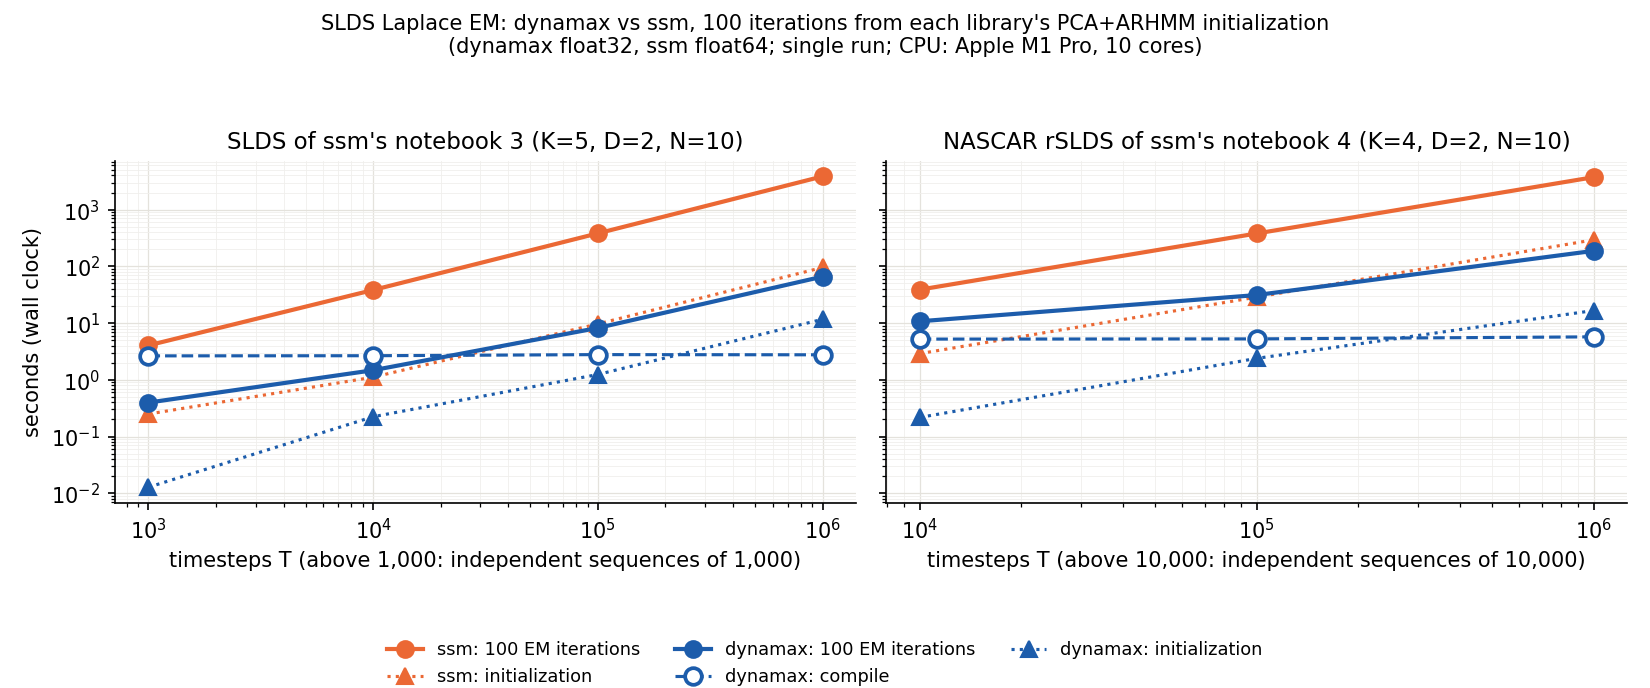 SLDS Laplace EM: dynamax vs ssm, 100 iterations from each library's PCA+ARHMM initialization
(dynamax float32, ssm float64; single run; CPU: Apple M1 Pro, 10 cores)
SLDS of ssm's notebook 3 (K=5, D=2, N=10)
NASCAR rSLDS of ssm's notebook 4 (K=4, D=2, N=10)
seconds (wall clock)
10³
10²
10¹
10⁰
10⁻¹
10⁻²
10³ 10⁴ 10⁵ 10⁶
10⁴ 10⁵ 10⁶
timesteps T (above 1,000: independent sequences of 1,000)
timesteps T (above 10,000: independent sequences of 10,000)
ssm: 100 EM iterations
ssm: initialization
dynamax: 100 EM iterations
dynamax: compile
dynamax: initialization